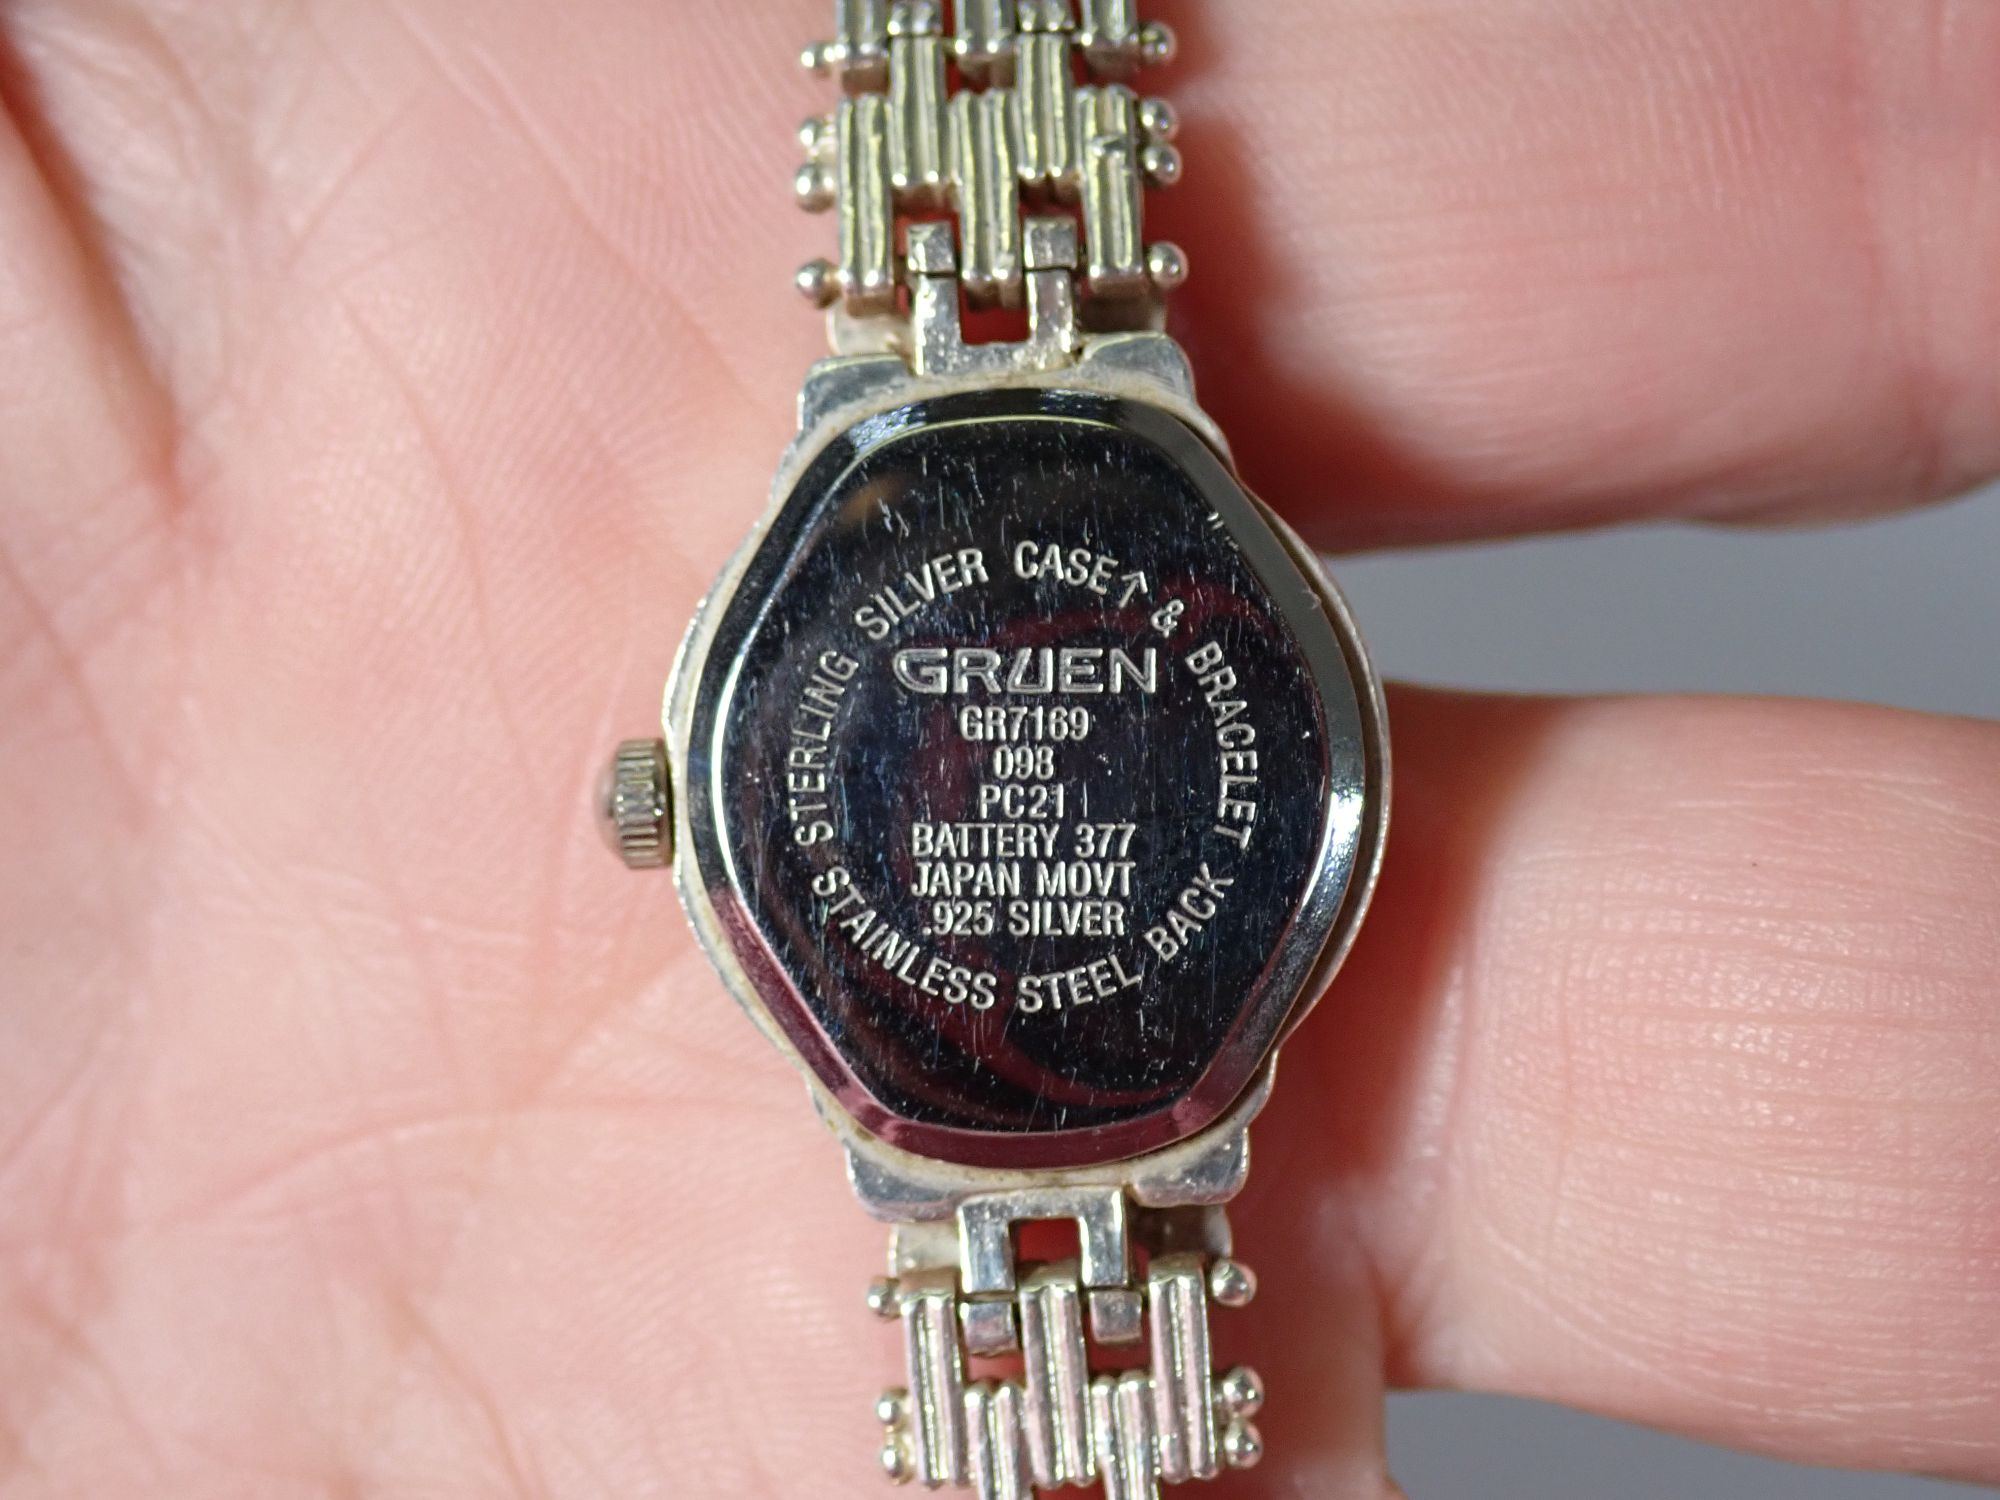 STERLING SILVER CASE↑ & BRACELET
GRUEN
GR7169
098
PC21
BATTERY 377
JAPAN MOVT
.925 SILVER
STAINLESS STEEL BACK